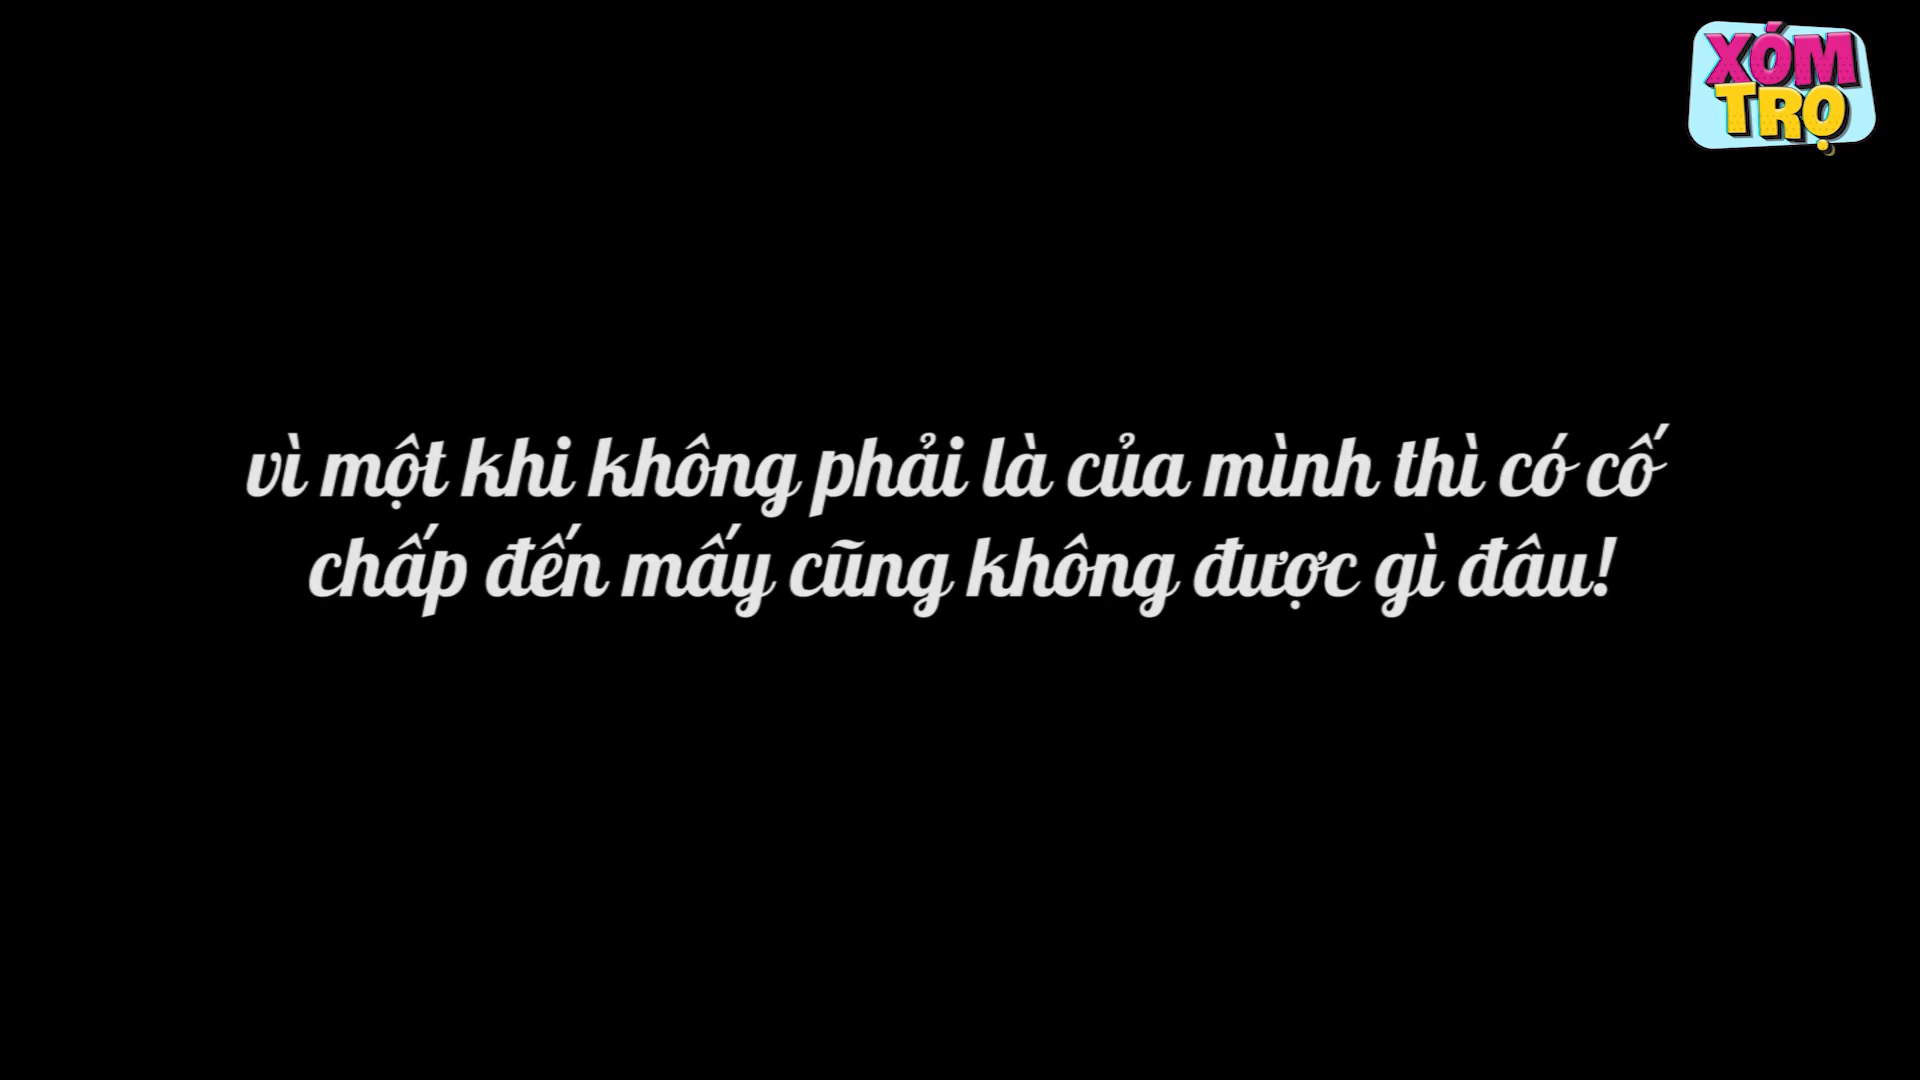 XÓM
TRỌ
vì một khi không phải là của mình thì có cố
chấp đến mấy cũng không được gì đâu!